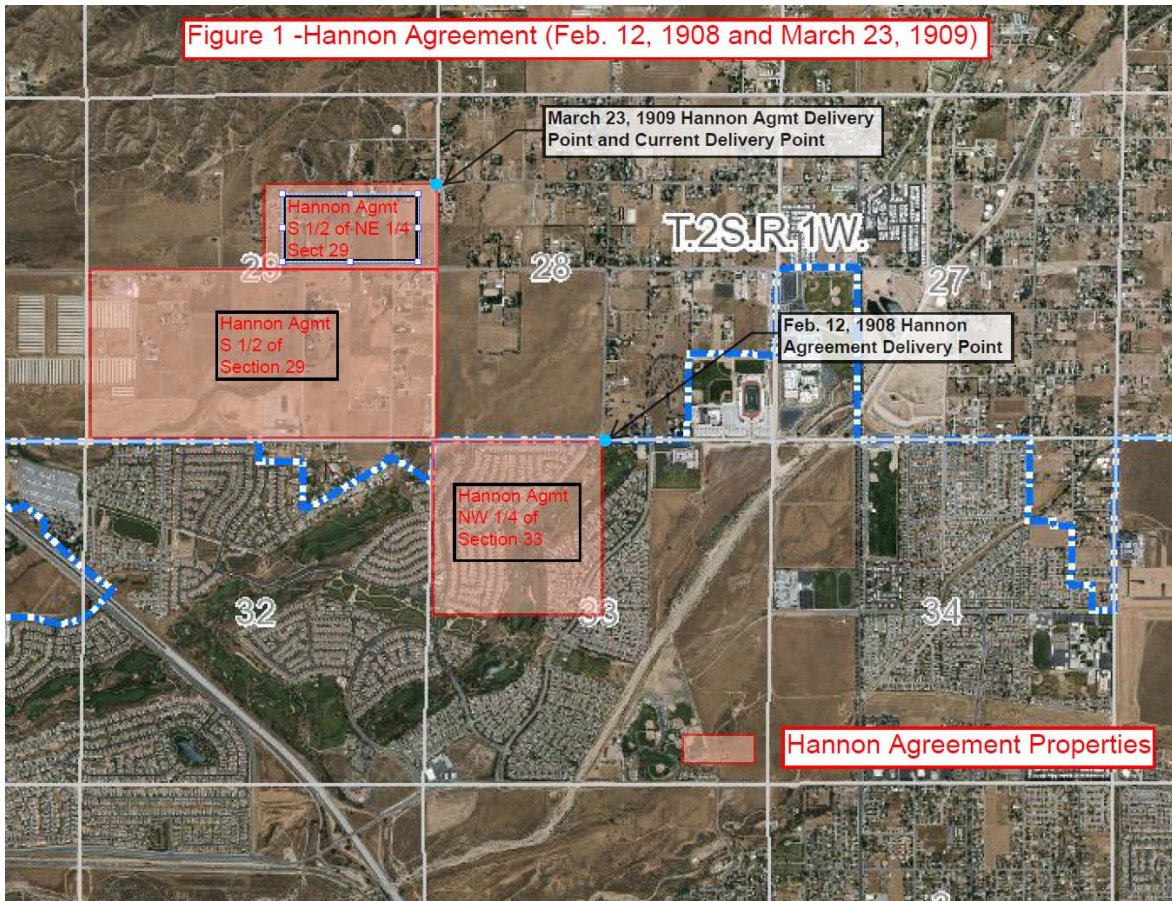 Figure 1 -Hannon Agreement (Feb. 12, 1908 and March 23, 1909)
March 23, 1909 Hannon Agmt Delivery
Point and Current Delivery Point
Hannon Agmt
S 1/2 of NE 1/4
Sect 29
T.2S.R.1W.
29
28
27
Hannon Agmt
S 1/2 of
Section 29
Feb. 12, 1908 Hannon
Agreement Delivery Point
Hannon Agmt
NW 1/4 of
Section 33
32
33
34
Hannon Agreement Properties